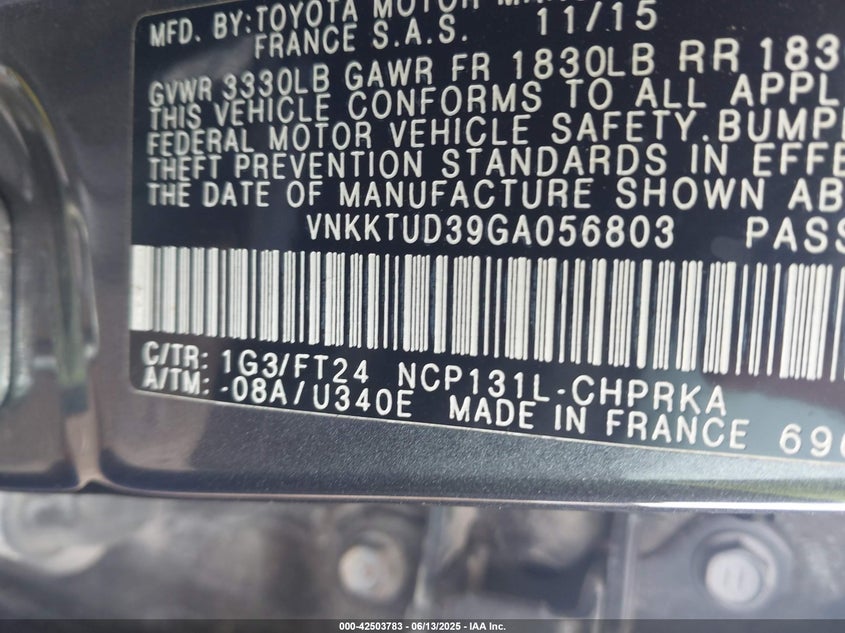 MFD. BY: TOYOTA MOTOR
FRANCE S.A.S. 11/15
GVWR 3330LB GAWR FR 1830LB RR
THIS VEHICLE CONFORMS TO ALL
FEDERAL MOTOR VEHICLE SAFETY.
THEFT PREVENTION STANDARDS IN
THE DATE OF MANUFACTURE SHOWN
VNKKTUD39GA056803
C/TR: 1G3/FT24 NCP131L-CHPRKA
A/TM: -08A/U340E MADE IN FRANCE
000-42503783 / 06/13/2025 - IAA Inc.